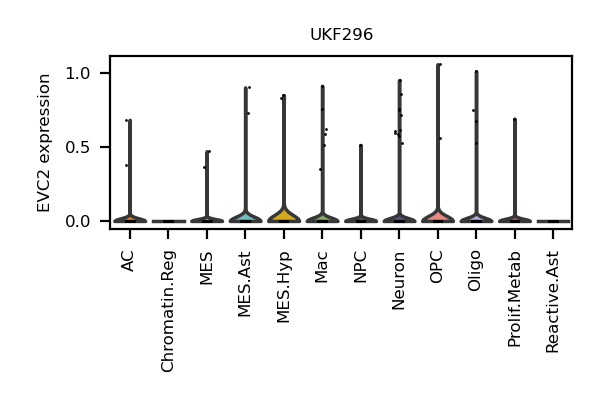 UKF296
EVC2 expression
1.0
0.5
0.0
AC
Chromatin.Reg
MES
MES.Ast
MES.Hyp
Mac
NPC
Neuron
OPC
Oligo
Prolif.Metab
Reactive.Ast